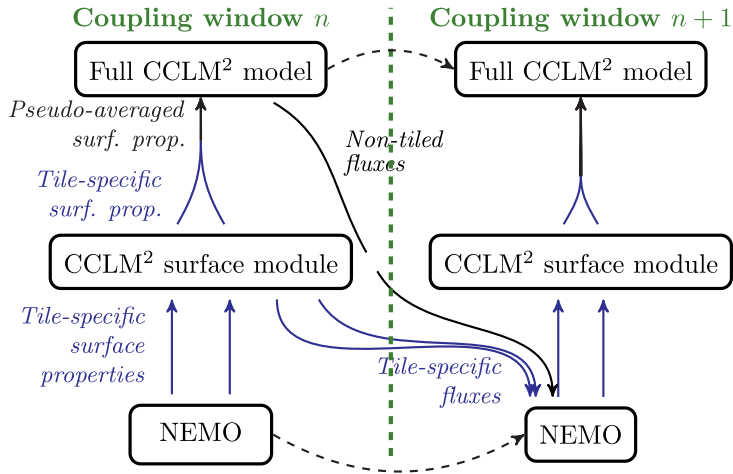 Coupling window n
Coupling window n + 1
Full CCLM² model
Full CCLM² model
Pseudo-averaged
surf. prop.
Non-tiled
fluxes
Tile-specific
surf. prop.
CCLM² surface module
CCLM² surface module
Tile-specific
surface
properties
Tile-specific
fluxes
NEMO
NEMO